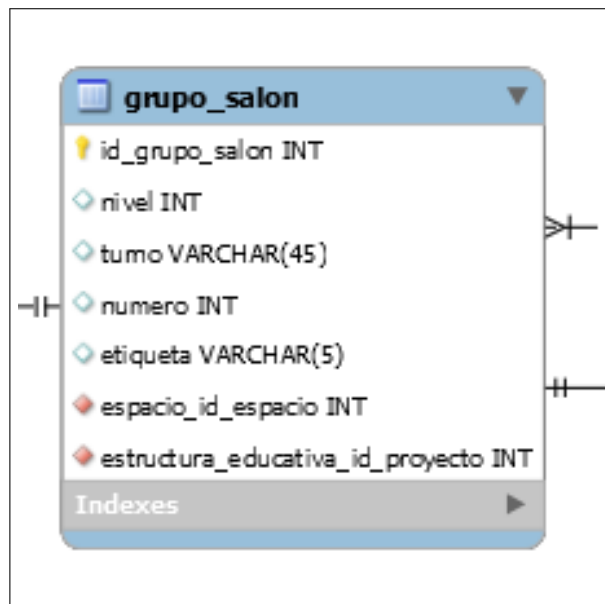 grupo_salon
id_grupo_salon INT
nivel INT
turno VARCHAR(45)
numero INT
etiqueta VARCHAR(5)
espacio_id_espacio INT
estructura_educativa_id_proyecto INT
Indexes